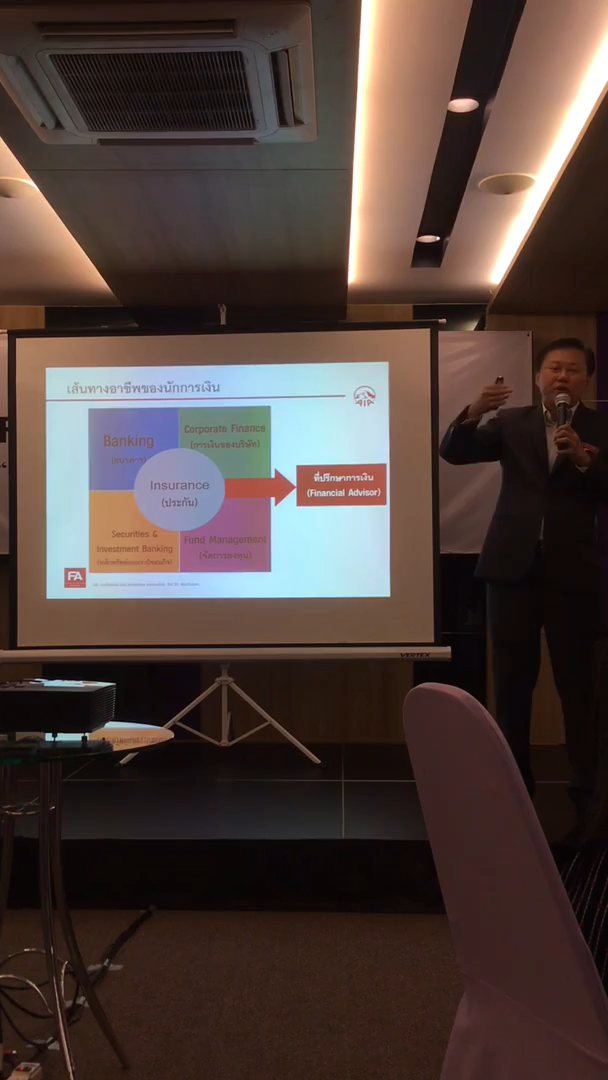 เส้นทางอาชีพของนักการเงิน
AIA
Banking
(ธนาคาร)
Corporate Finance
(การเงินของบริษัท)
Insurance
(ประกัน)
ที่ปรึกษาการเงิน
(Financial Advisor)
Securities &
Investment Banking
Fund Management
(จัดการกองทุน)
FA
VERTEX